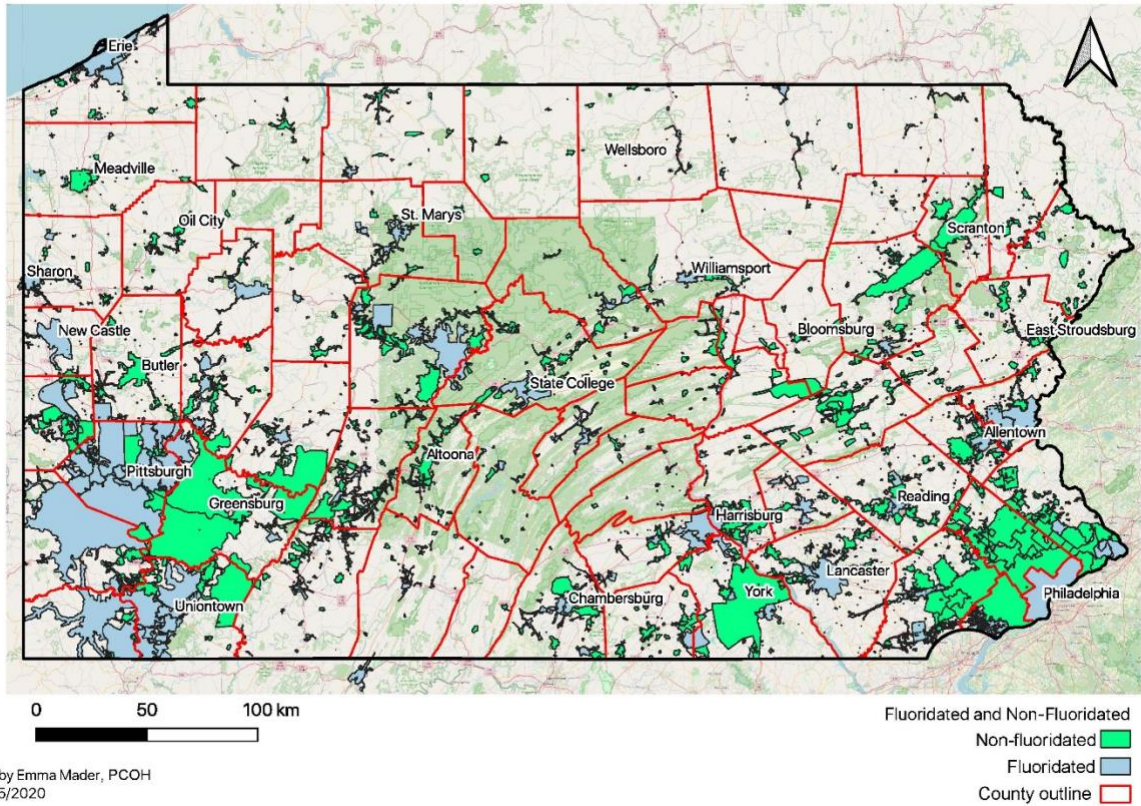 Erie
Meadville
Wellsboro
Oil City
St. Marys
Scranton
Sharon
Williamsport
New Castle
Bloomsburg
East Stroudsburg
Butler
State College
Allentown
Pittsburgh
Altoona
Greensburg
Reading
Harrisburg
Lancaster
Uniontown
Chambersburg
York
Philadelphia
0 50 100 km
Fluoridated and Non-Fluoridated
Non-fluoridated
Fluoridated
County outline
by Emma Mader, PCOH
5/2020